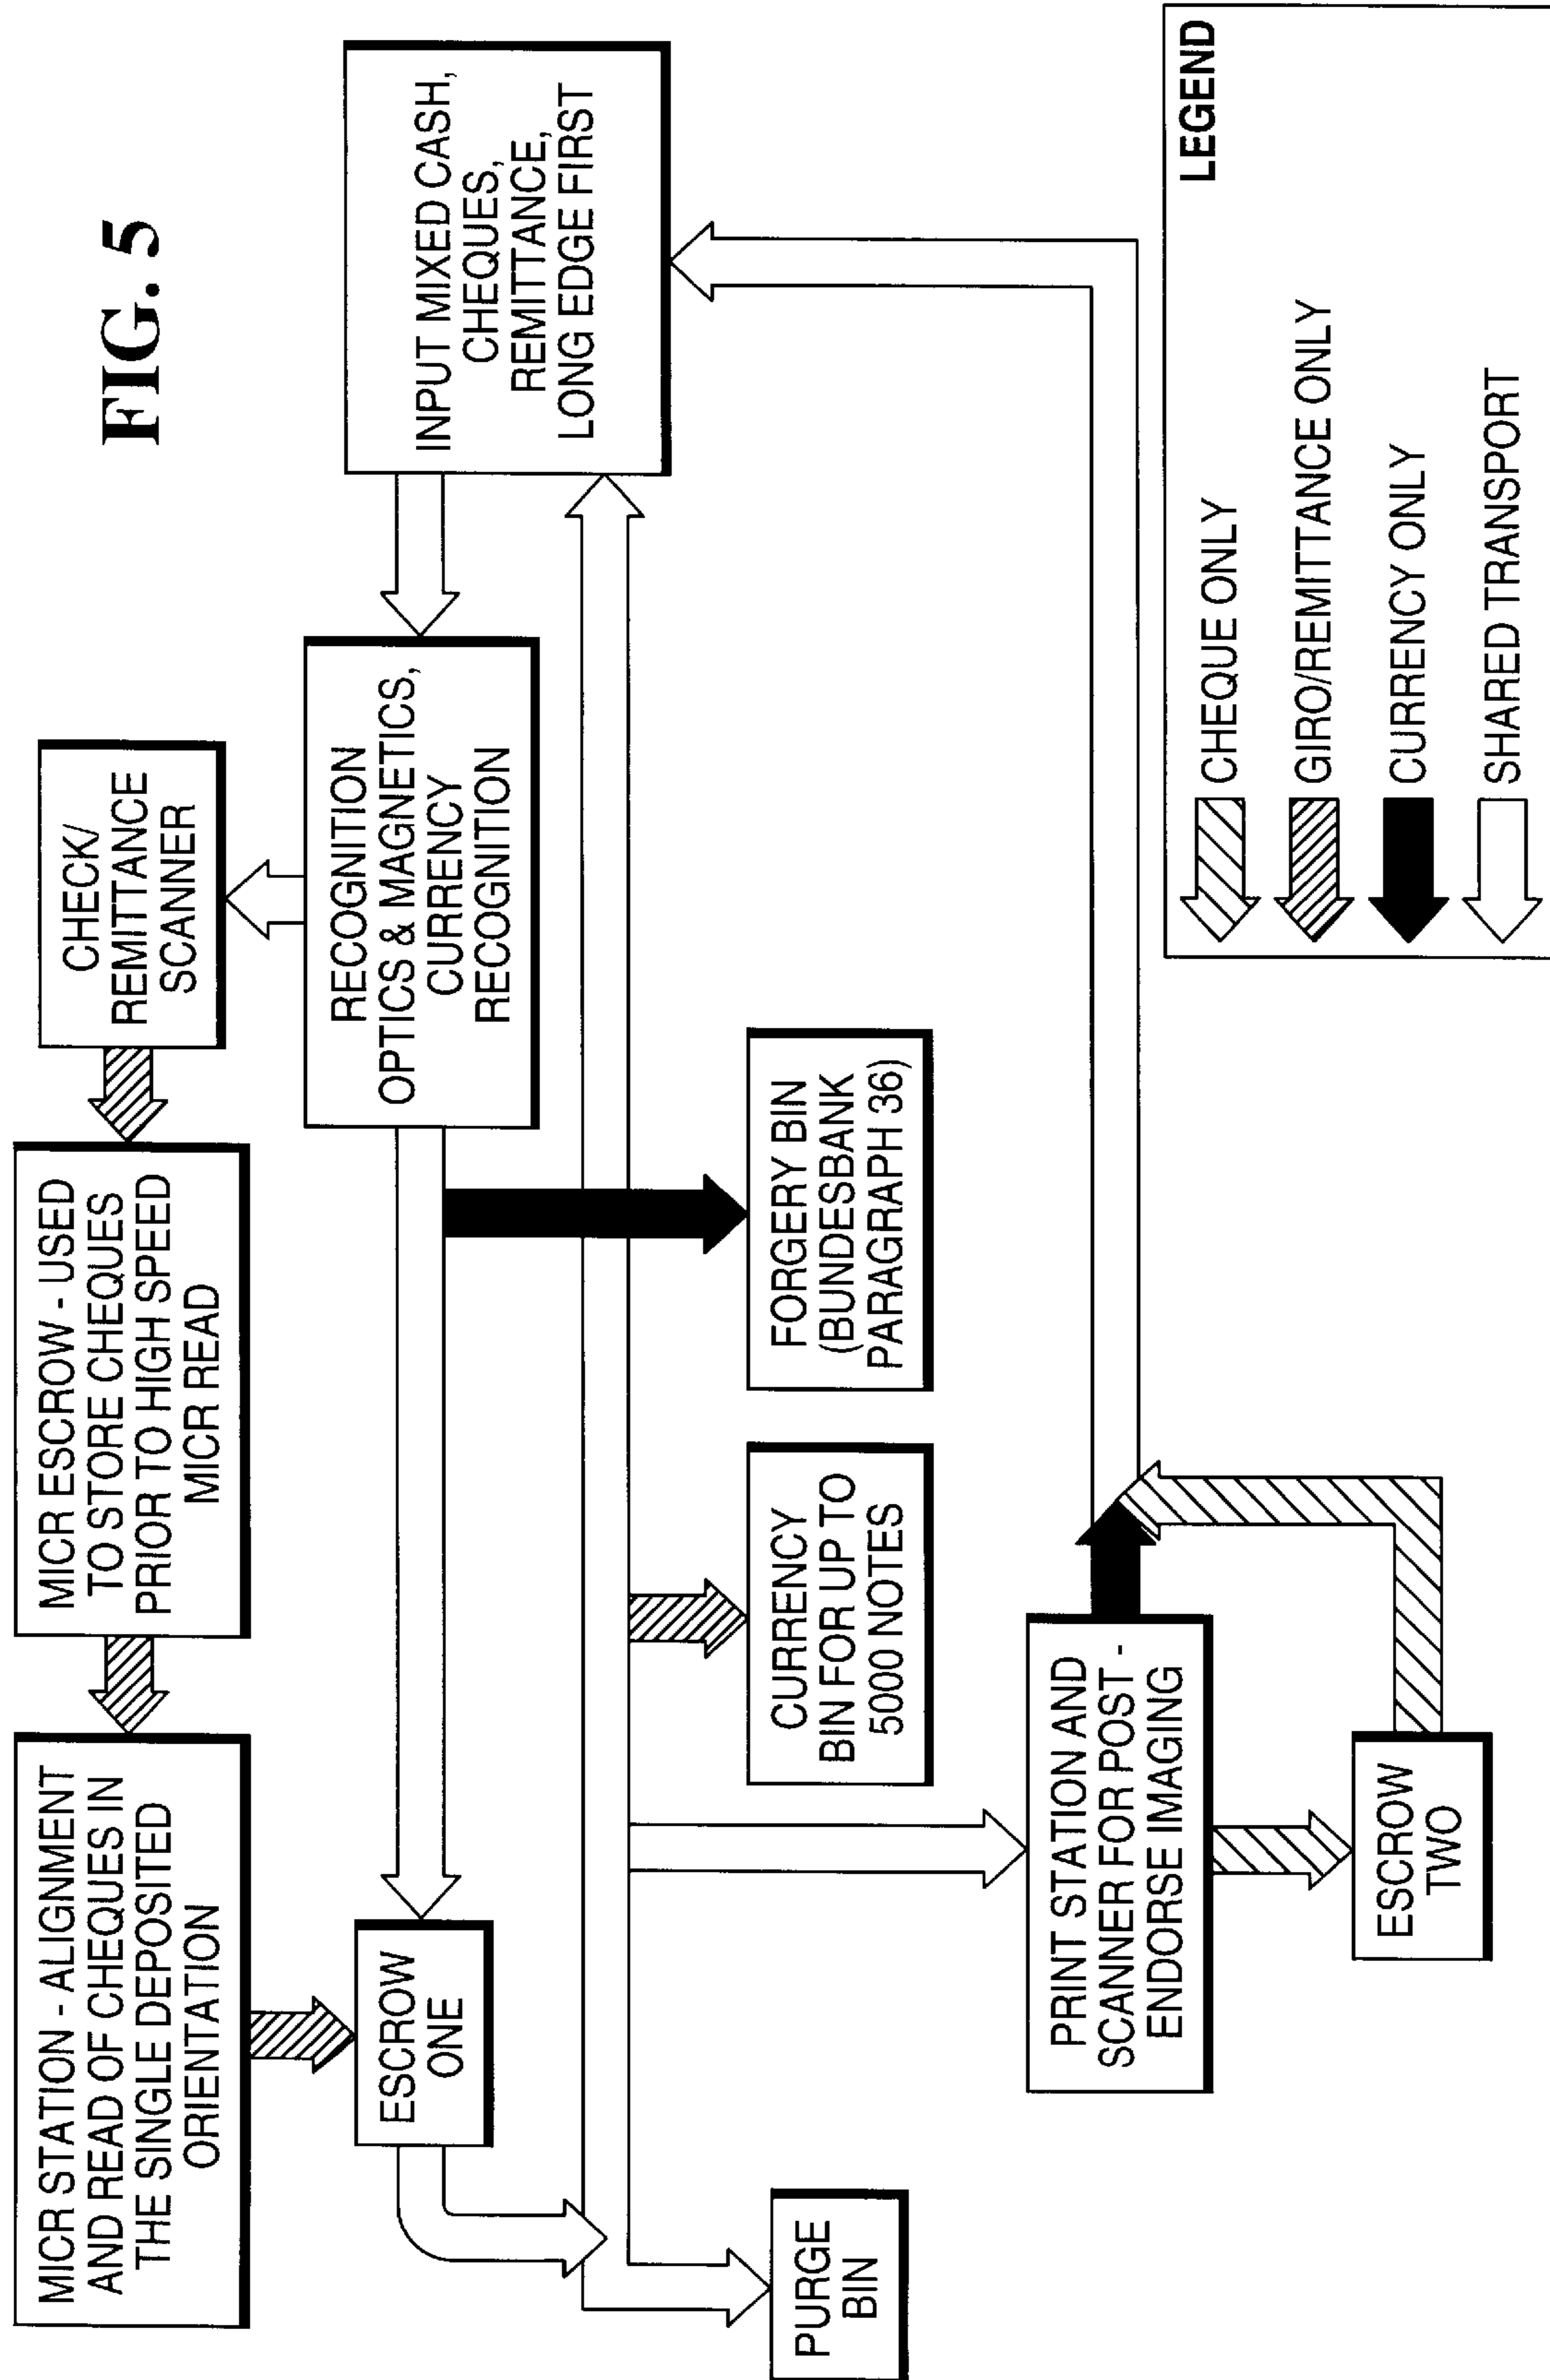 FIG. 5
INPUT MIXED CASH,
CHEQUES,
REMITTANCE,
LONG EDGE FIRST
CHECK/
REMITTANCE
SCANNER
RECOGNITION
OPTICS & MAGNETICS,
CURRENCY
RECOGNITION
MICR ESCROW - USED
TO STORE CHEQUES
PRIOR TO HIGH SPEED
MICR READ
MICR STATION - ALIGNMENT
AND READ OF CHEQUES IN
THE SINGLE DEPOSITED
ORIENTATION
ESCROW
ONE
FORGERY BIN
(BUNDESBANK
PARAGRAPH 36)
CURRENCY
BIN FOR UP TO
5000 NOTES
PURGE
BIN
PRINT STATION AND
SCANNER FOR POST -
ENDORSE IMAGING
ESCROW
TWO
LEGEND
CHEQUE ONLY
GIRO/REMITTANCE ONLY
CURRENCY ONLY
SHARED TRANSPORT